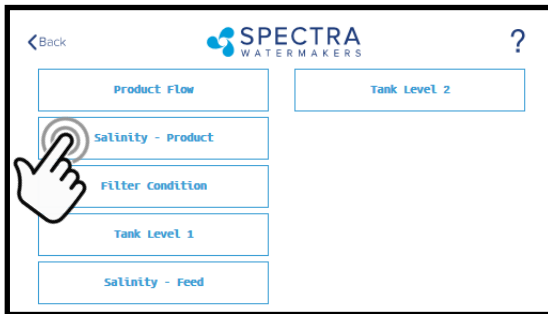 Back
SPECTRA
WATERMAKERS
?
Product Flow
Tank Level 2
Salinity - Product
Filter Condition
Tank Level 1
Salinity - Feed